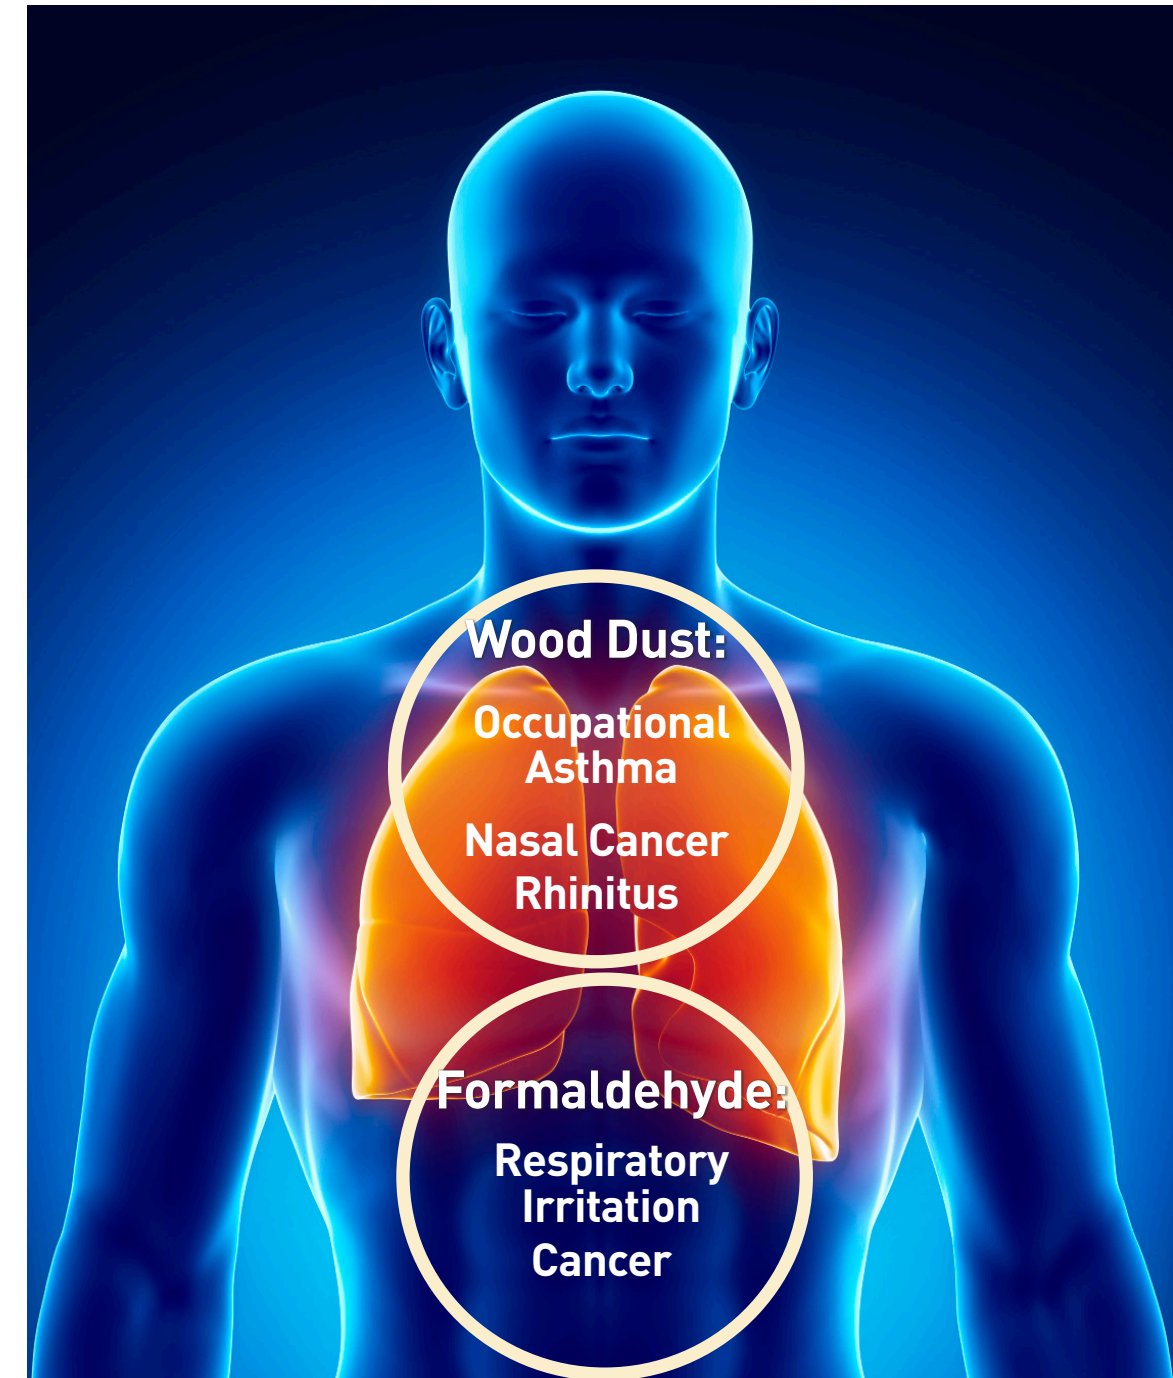 Wood Dust:
Occupational
Asthma
Nasal Cancer
Rhinitus
Formaldehyde:
Respiratory
Irritation
Cancer